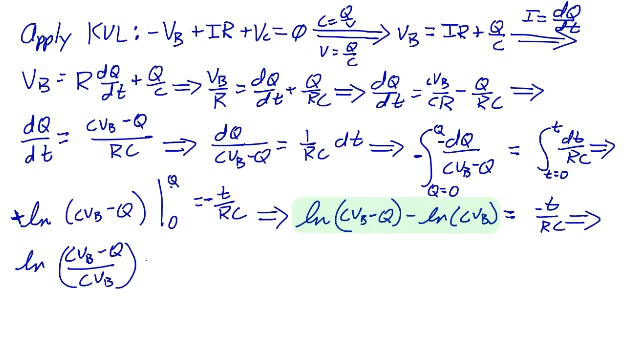 Apply KVL: -V_B + IR + V_C = 0 ⟹ (C = Q/V, V = Q/C) V_B = IR + Q/C ⟹ (I = dQ/dt)
V_B = R dQ/dt + Q/C ⟹ V_B/R = dQ/dt + Q/RC ⟹ dQ/dt = CV_B/CR - Q/RC ⟹
dQ/dt = (CV_B - Q)/RC ⟹ dQ/(CV_B - Q) = 1/RC dt ⟹ -∫_{Q=0}^{Q} -dQ/(CV_B - Q) = ∫_{t=0}^{t} dt/RC ⟹
+ln (CV_B - Q) |_0^Q = -t/RC ⟹ ln(CV_B - Q) - ln(CV_B) = -t/RC ⟹
ln ((CV_B - Q)/CV_B)